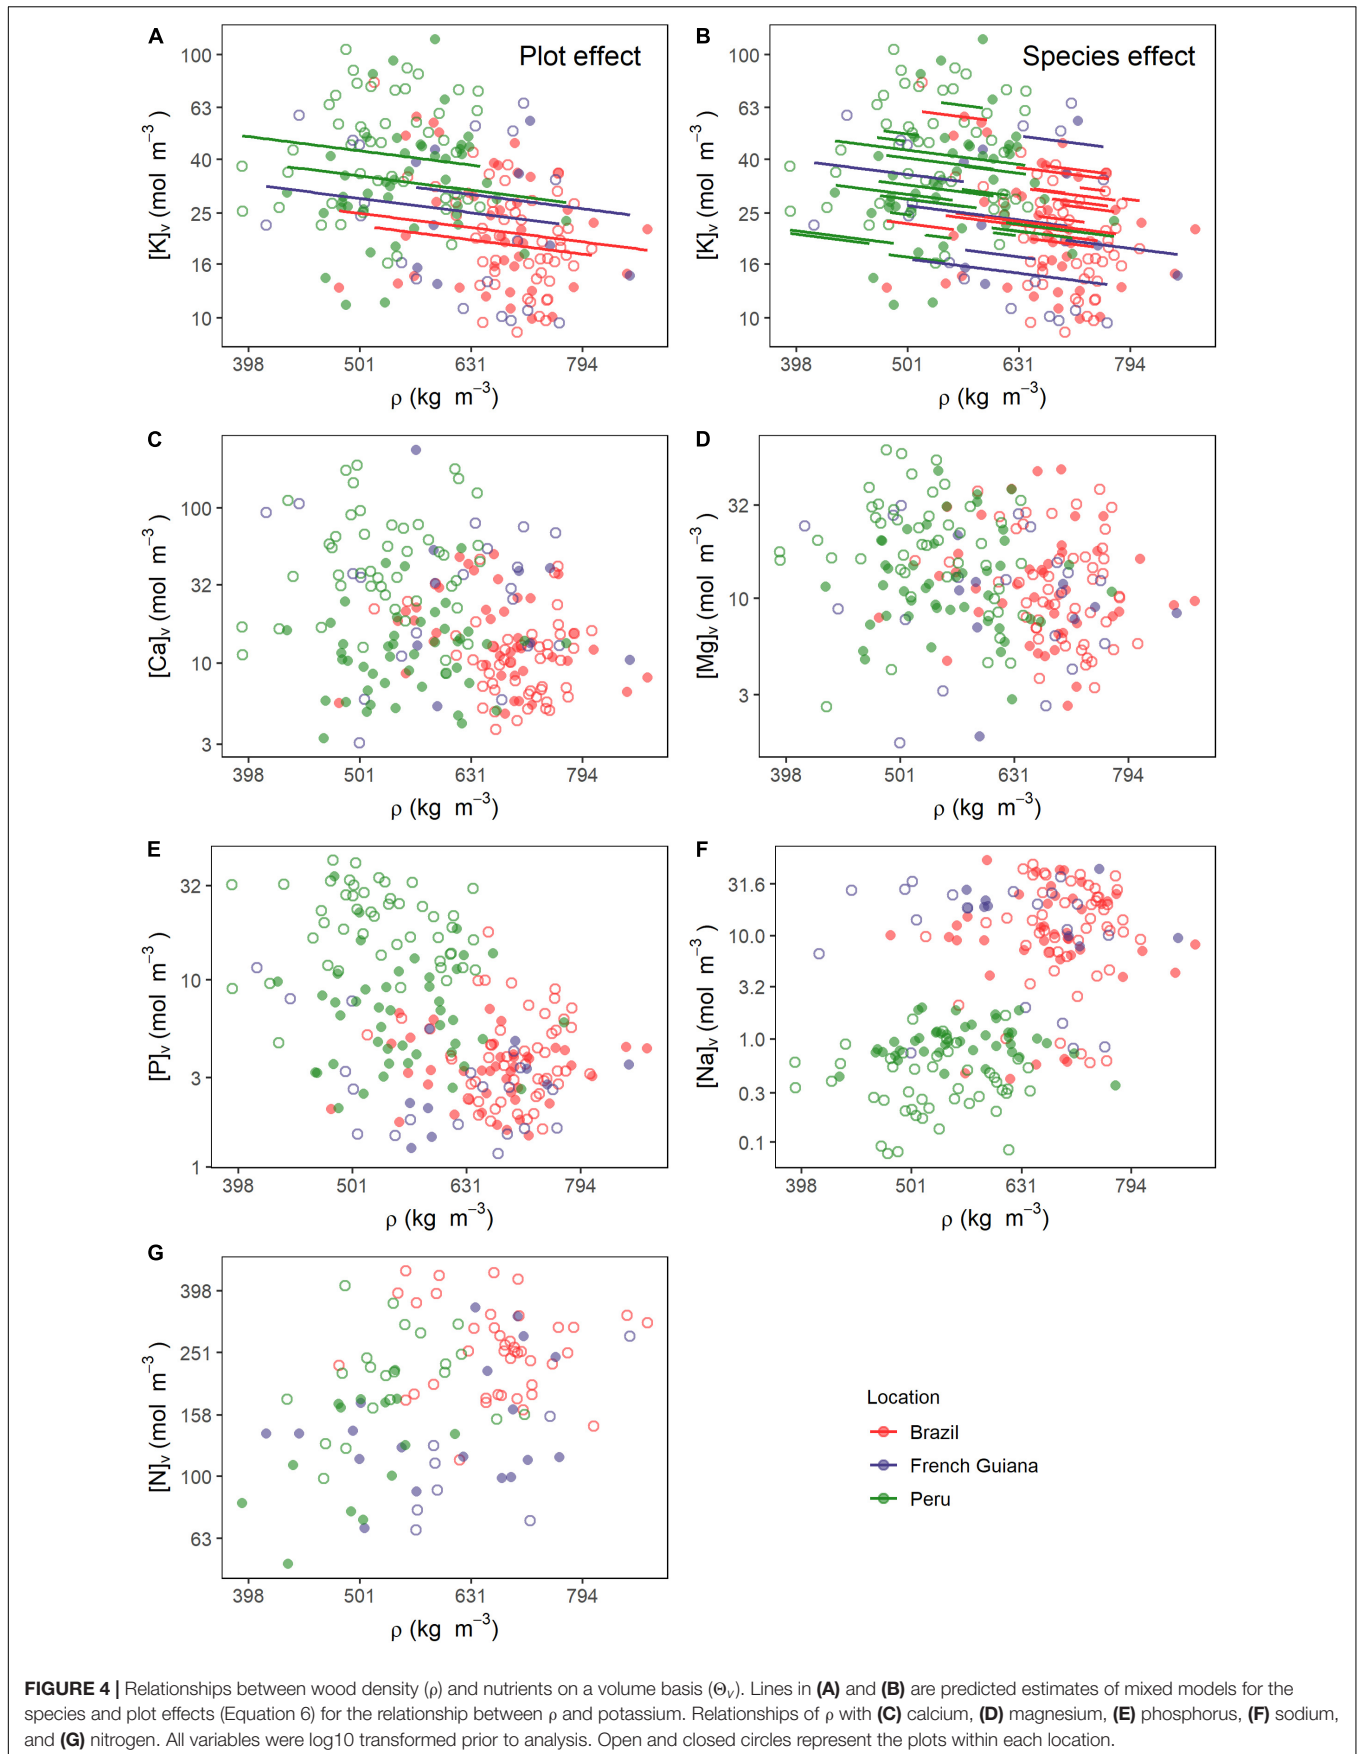 A
Plot effect
100
63
40
25
16
10
[K]v (mol m−3)
398 501 631 794
ρ (kg m−3)
B
Species effect
100
63
40
25
16
10
[K]v (mol m−3)
398 501 631 794
ρ (kg m−3)
C
100
32
10
3
[Ca]v (mol m−3)
398 501 631 794
ρ (kg m−3)
D
32
10
3
[Mg]v (mol m−3)
398 501 631 794
ρ (kg m−3)
E
32
10
3
1
[P]v (mol m−3)
398 501 631 794
ρ (kg m−3)
F
31.6
10.0
3.2
1.0
0.3
0.1
[Na]v (mol m−3)
398 501 631 794
ρ (kg m−3)
G
398
251
158
100
63
[N]v (mol m−3)
398 501 631 794
ρ (kg m−3)
Location
Brazil
French Guiana
Peru
FIGURE 4 | Relationships between wood density (ρ) and nutrients on a volume basis (Θv). Lines in (A) and (B) are predicted estimates of mixed models for the
species and plot effects (Equation 6) for the relationship between ρ and potassium. Relationships of ρ with (C) calcium, (D) magnesium, (E) phosphorus, (F) sodium,
and (G) nitrogen. All variables were log10 transformed prior to analysis. Open and closed circles represent the plots within each location.